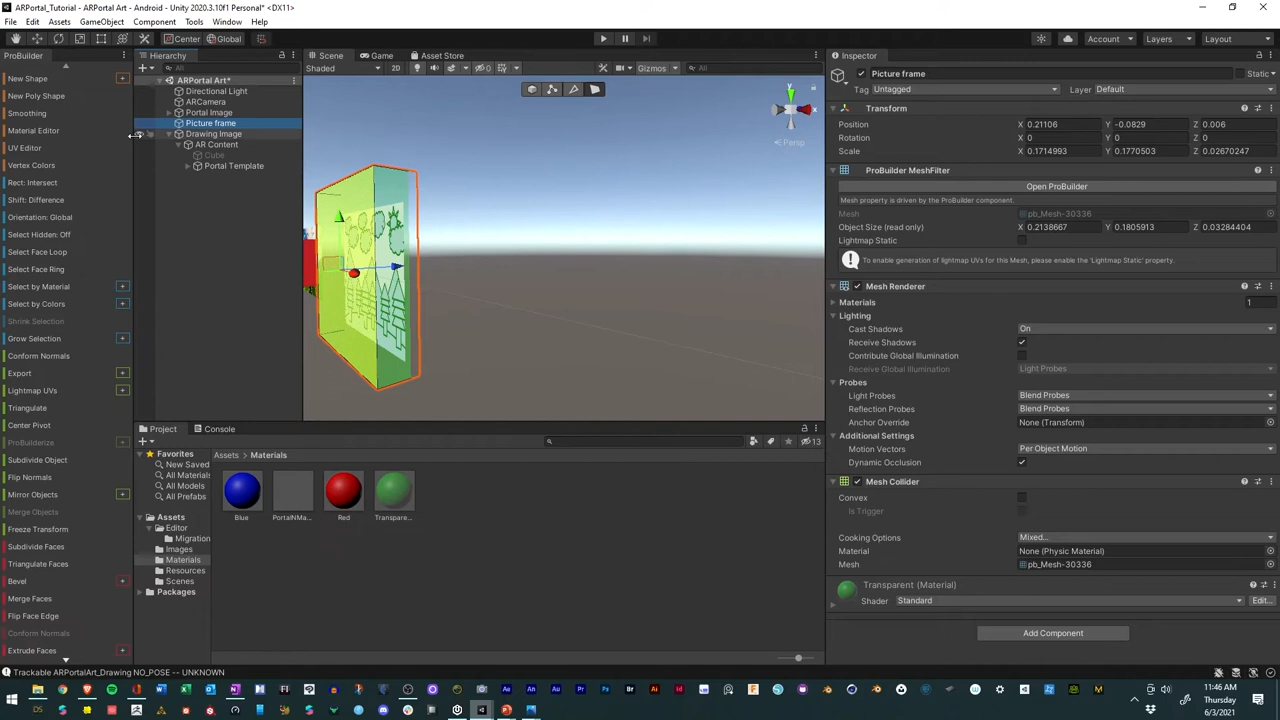 ARPortal_Tutorial - ARPortal Art - Android - Unity 2020.3.10f1 Personal* <DX11>
File Edit Assets GameObject Component Tools Window Help
Center Global Account Layers Layout
ProBuilder Hierarchy Scene Game Asset Store Inspector
All Shaded 2D 0 Gizmos All
New Shape +
New Poly Shape
Smoothing
Material Editor
UV Editor
Vertex Colors
Rect: Intersect
Shift: Difference
Orientation: Global
Select Hidden: Off
Select Face Loop
Select Face Ring
Select by Material +
Select by Colors +
Shrink Selection
Grow Selection +
Conform Normals
Export +
Lightmap UVs +
Triangulate
Center Pivot
ProBuilderize +
Subdivide Object
Flip Normals
Mirror Objects +
Merge Objects
Freeze Transform
Subdivide Faces
Triangulate Faces
Bevel +
Merge Faces
Flip Face Edge
Conform Normals
Extrude Faces +
ARPortal Art*
Directional Light
ARCamera
Portal Image
Picture frame
Drawing Image
AR Content
Cube
Portal Template
y
x
Persp
Picture frame Static
Tag Untagged Layer Default
Transform
Position X 0.21106 Y -0.0829 Z 0.006
Rotation X 0 Y 0 Z 0
Scale X 0.1714993 Y 0.1770503 Z 0.02670247
ProBuilder MeshFilter
Open ProBuilder
Mesh property is driven by the ProBuilder component.
Mesh pb_Mesh-30336
Object Size (read only) X 0.2138667 Y 0.1805913 Z 0.03284404
Lightmap Static
To enable generation of lightmap UVs for this Mesh, please enable the 'Lightmap Static' property.
Mesh Renderer
Materials 1
Lighting
Cast Shadows On
Receive Shadows
Contribute Global Illumination
Receive Global Illumination Light Probes
Probes
Light Probes Blend Probes
Reflection Probes Blend Probes
Anchor Override None (Transform)
Additional Settings
Motion Vectors Per Object Motion
Dynamic Occlusion
Mesh Collider
Convex
Is Trigger
Cooking Options Mixed...
Material None (Physic Material)
Mesh pb_Mesh-30336
Transparent (Material)
Shader Standard Edit...
Add Component
Project Console
13
Favorites
New Saved
All Materials
All Models
All Prefabs
Assets
Editor
Migration
Images
Materials
Resources
Scenes
Packages
Assets > Materials
Blue PortalNMa... Red Transpare...
Trackable ARPortalArt_Drawing NO_POSE -- UNKNOWN
11:46 AM
Thursday
6/3/2021